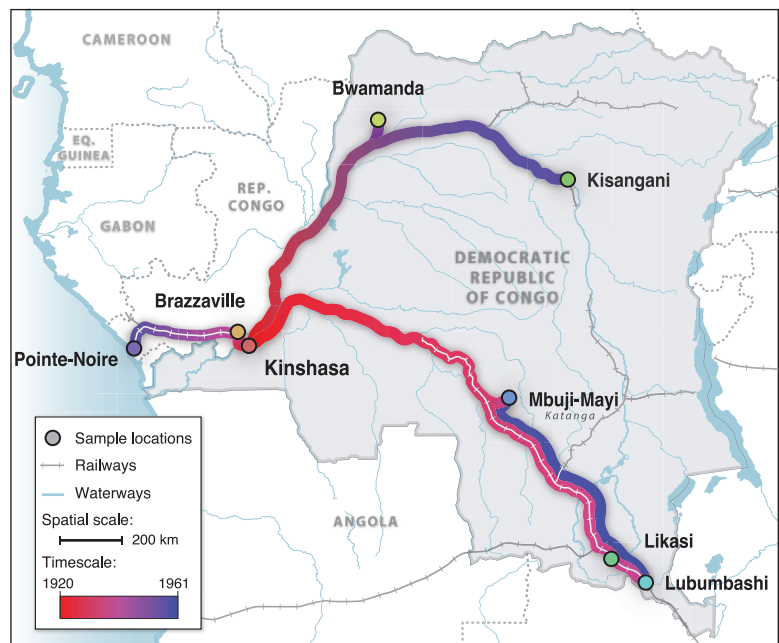 CAMEROON
Bwamanda
EQ.
GUINEA
Kisangani
REP.
CONGO
GABON
DEMOCRATIC
REPUBLIC
OF CONGO
Brazzaville
Pointe-Noire
Kinshasa
Mbuji-Mayi
Katanga
Sample locations
Railways
Waterways
Spatial scale:
200 km
Timescale:
1920 1961
ANGOLA
Likasi
Lubumbashi